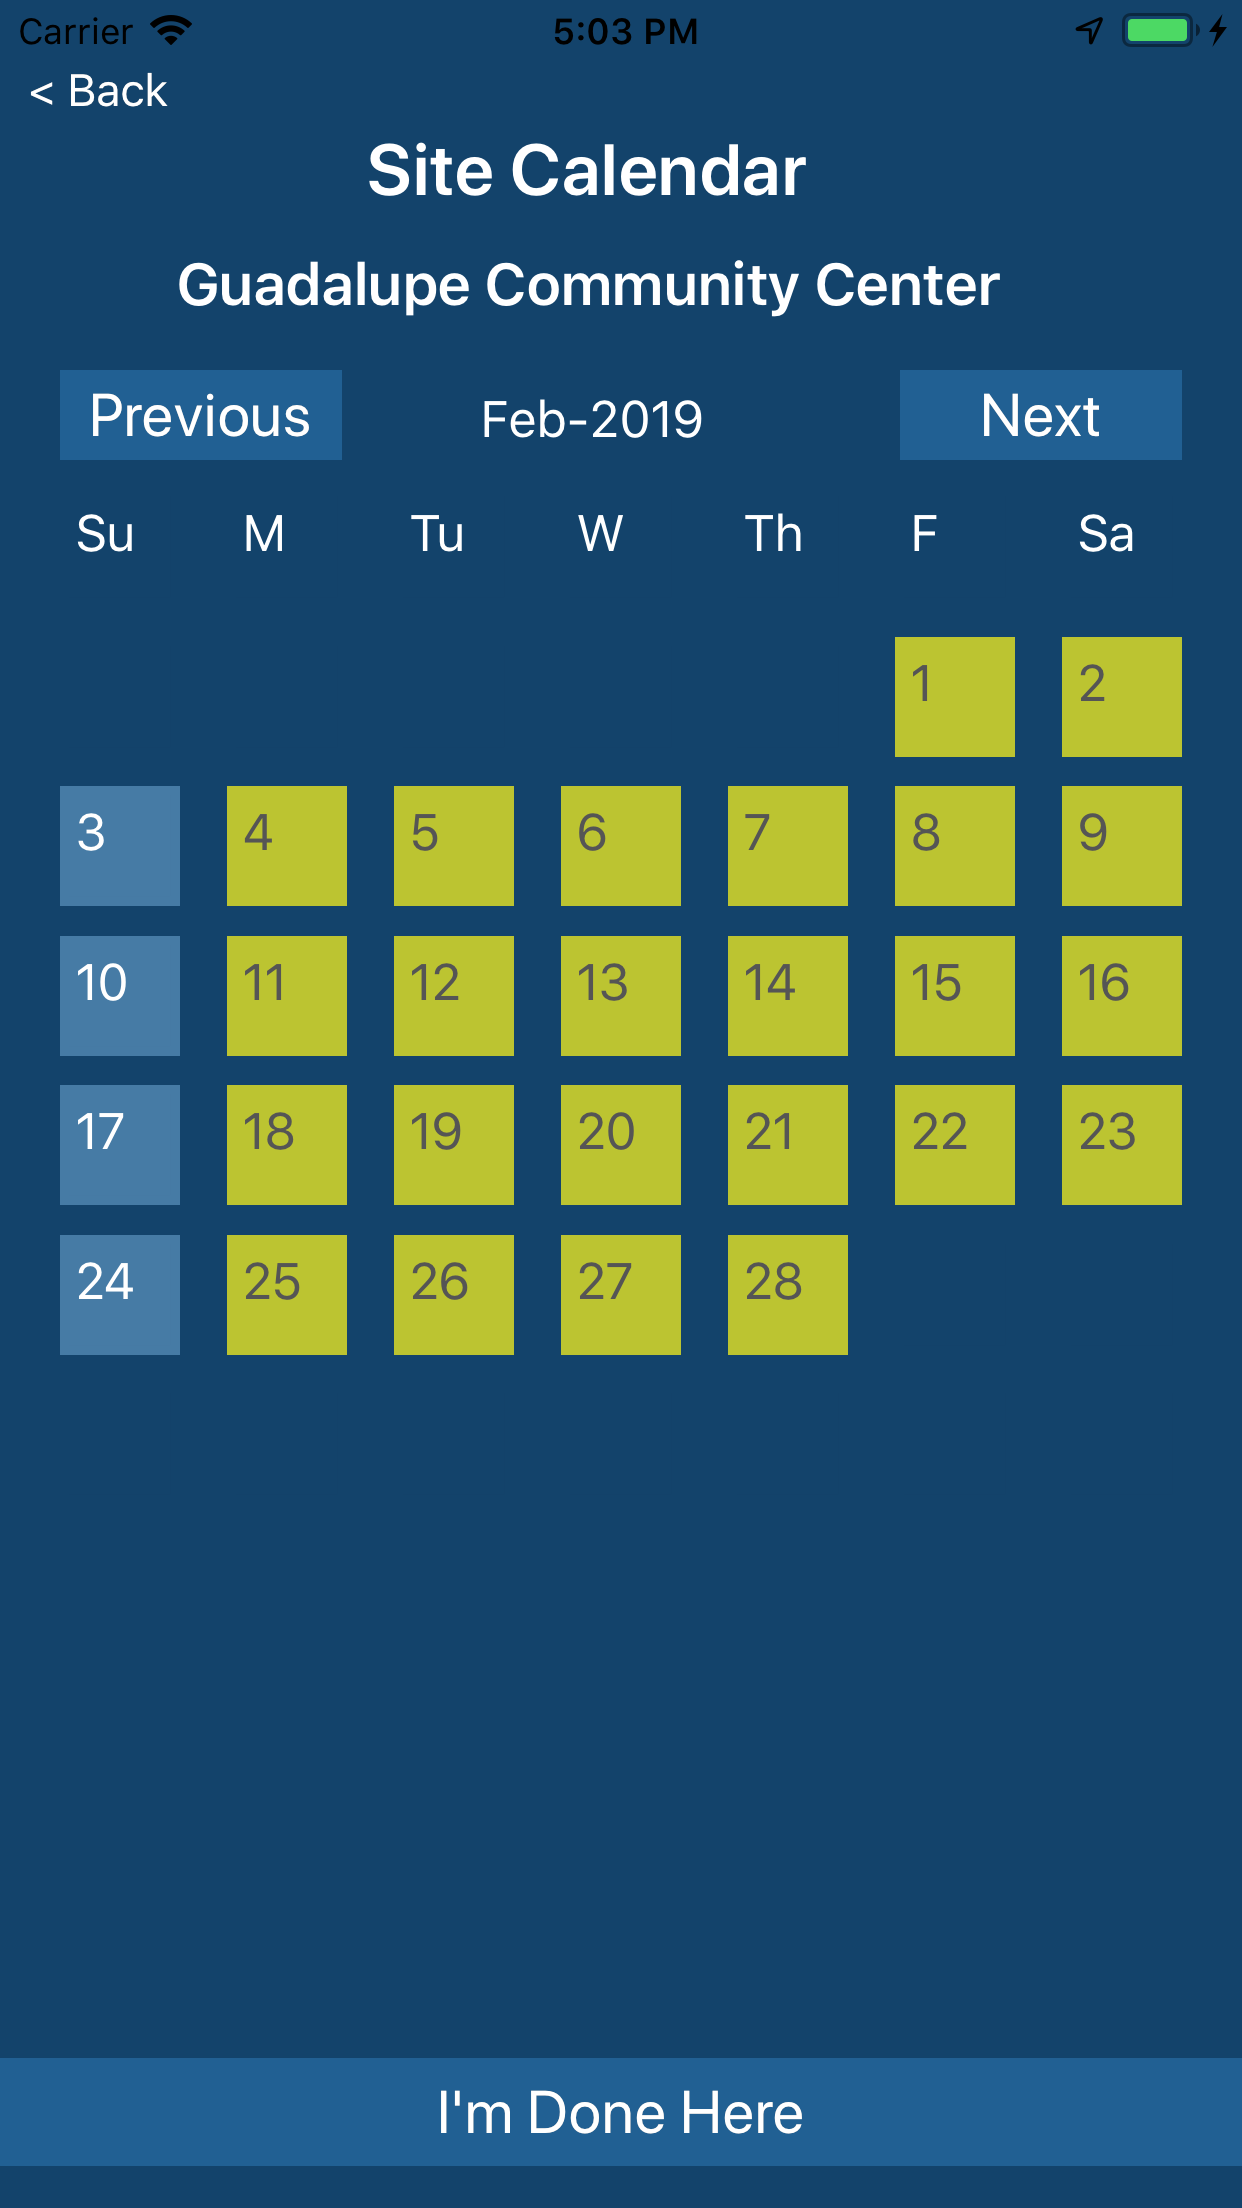 Carrier 5:03 PM
< Back
Site Calendar
Guadalupe Community Center
Previous Feb-2019 Next
Su M Tu W Th F Sa
1 2
3 4 5 6 7 8 9
10 11 12 13 14 15 16
17 18 19 20 21 22 23
24 25 26 27 28
I'm Done Here